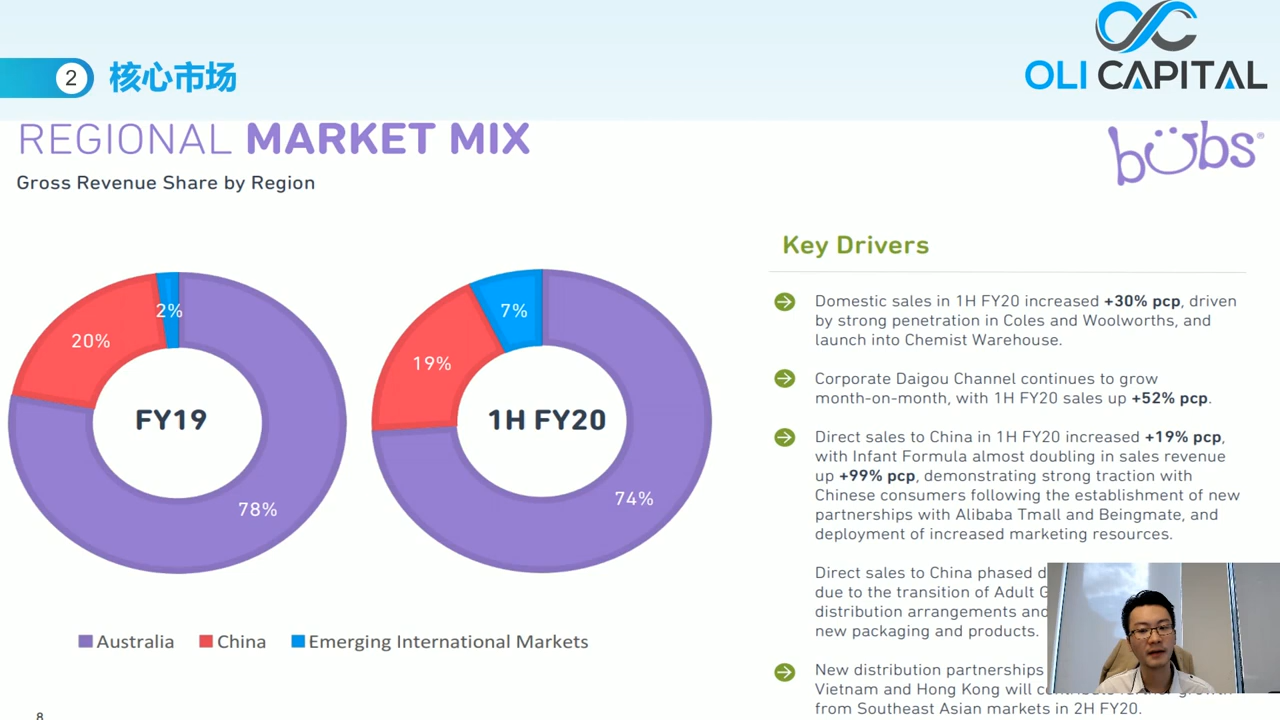 2 核心市场
OLI CAPITAL
REGIONAL MARKET MIX
bubs®
Gross Revenue Share by Region
2%
20%
FY19
78%
7%
19%
1H FY20
74%
Australia China Emerging International Markets
Key Drivers
Domestic sales in 1H FY20 increased +30% pcp, driven
by strong penetration in Coles and Woolworths, and
launch into Chemist Warehouse.
Corporate Daigou Channel continues to grow
month-on-month, with 1H FY20 sales up +52% pcp.
Direct sales to China in 1H FY20 increased +19% pcp,
with Infant Formula almost doubling in sales revenue
up +99% pcp, demonstrating strong traction with
Chinese consumers following the establishment of new
partnerships with Alibaba Tmall and Beingmate, and
deployment of increased marketing resources.
Direct sales to China phased d
due to the transition of Adult G
distribution arrangements and
new packaging and products.
New distribution partnerships
Vietnam and Hong Kong will
from Southeast Asian markets in 2H FY20.
8